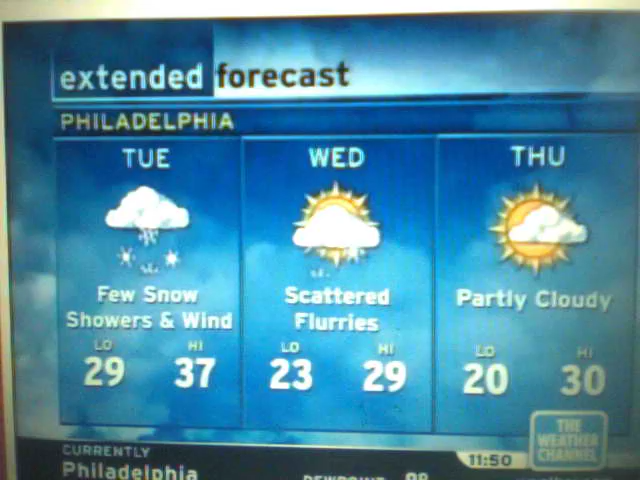 extended forecast
PHILADELPHIA
TUE
Few Snow
Showers & Wind
LO HI
29 37
WED
Scattered
Flurries
LO HI
23 29
THU
Partly Cloudy
LO HI
20 30
THE
WEATHER
CHANNEL
11:50
CURRENTLY
Philadelphia
DEWPOINT